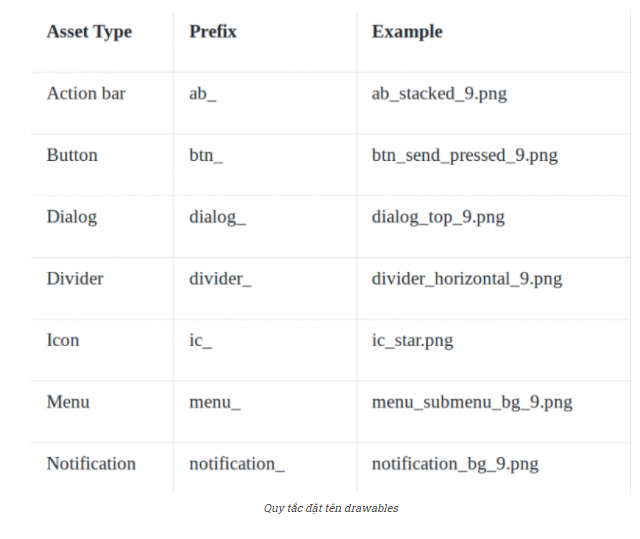 Asset Type Prefix Example
Action bar ab_ ab_stacked_9.png
Button btn_ btn_send_pressed_9.png
Dialog dialog_ dialog_top_9.png
Divider divider_ divider_horizontal_9.png
Icon ic_ ic_star.png
Menu menu_ menu_submenu_bg_9.png
Notification notification_ notification_bg_9.png
Quy tắc đặt tên drawables